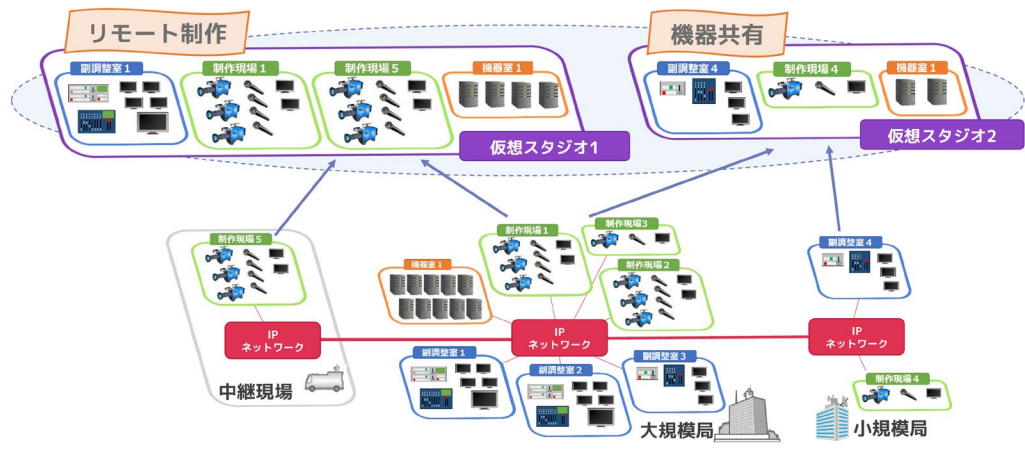 リモート制作
機器共有
副調整室1
制作現場1
制作現場5
機器室1
仮想スタジオ1
副調整室4
制作現場4
機器室1
仮想スタジオ2
制作現場5
制作現場1
制作現場3
副調整室4
機器室1
制作現場2
IP
ネットワーク
IP
ネットワーク
IP
ネットワーク
副調整室1
副調整室2
副調整室3
制作現場4
中継現場
大規模局
小規模局